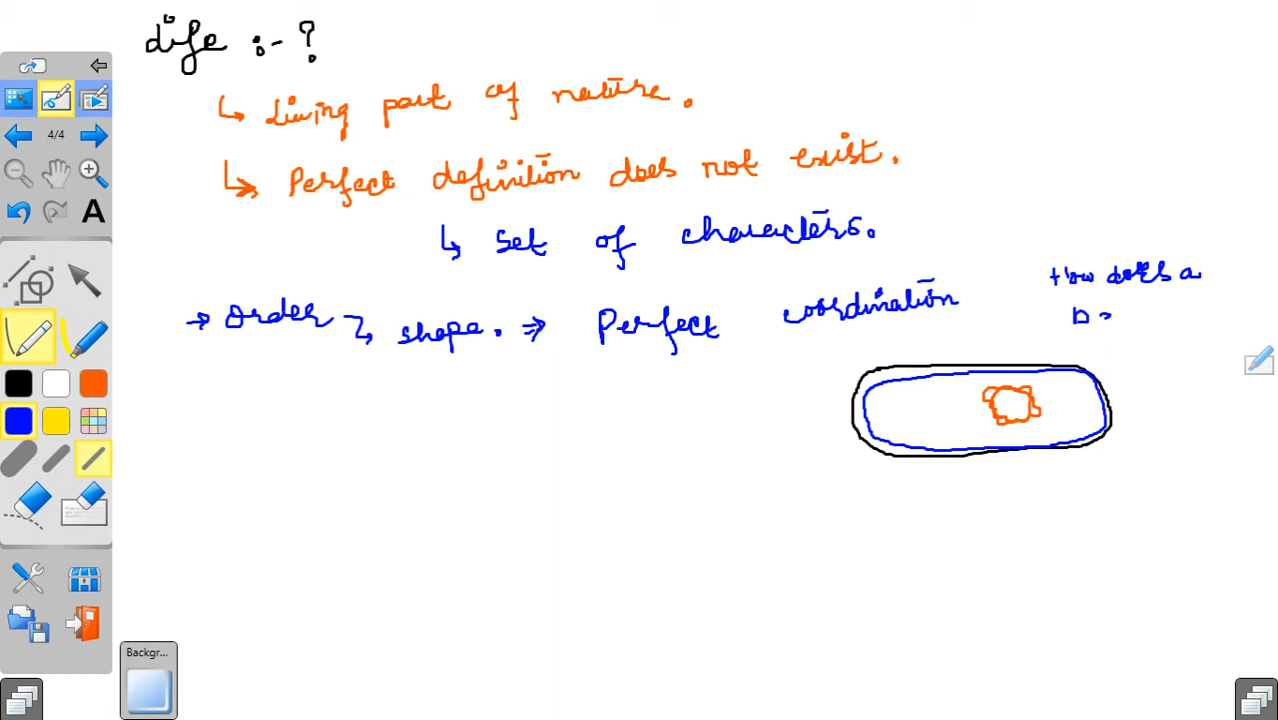 Life :- ?
↳ Living part of nature.
↳ Perfect definition does not exist.
↳ Set of characters.
→ Order ↴ shape. ⇒ Perfect coordination
How does a
b
4/4
A
Backgr...